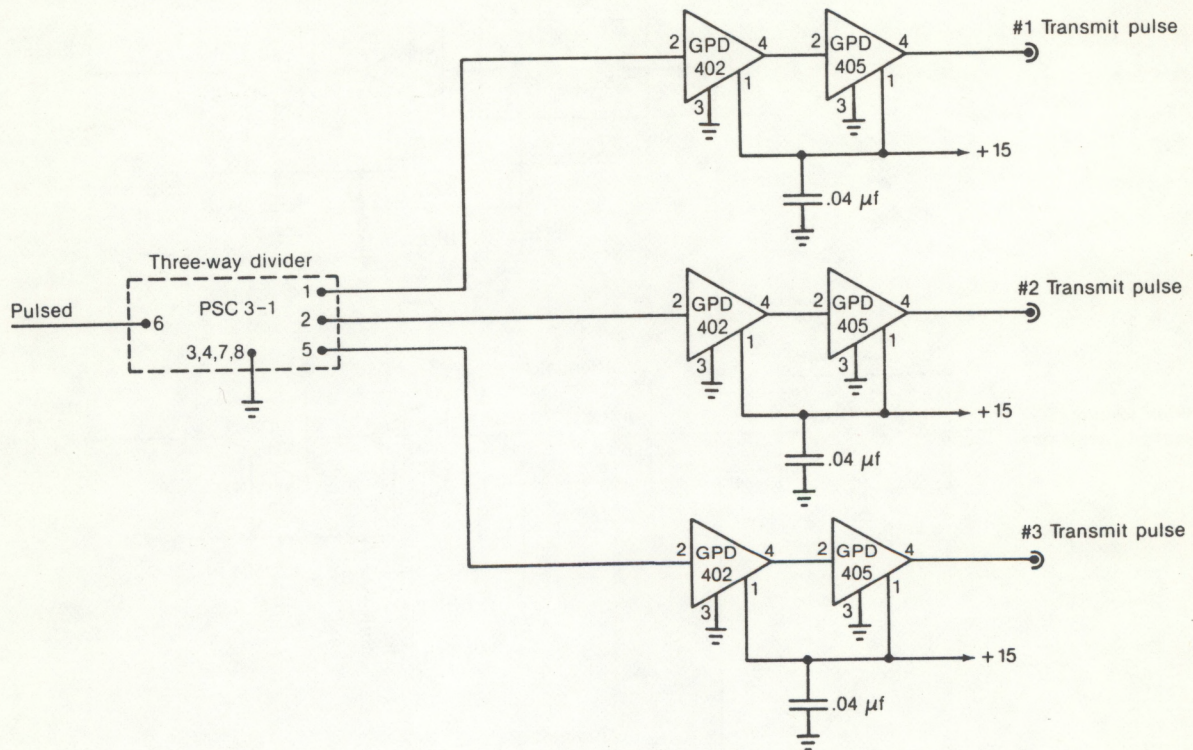 #1 Transmit pulse
2 GPD 402 4 1 3
2 GPD 405 4 1 3
+15
.04 μf
Three-way divider
Pulsed
6
PSC 3-1
1
2
5
3,4,7,8
#2 Transmit pulse
2 GPD 402 4 1 3
2 GPD 405 4 1 3
+15
.04 μf
#3 Transmit pulse
2 GPD 402 4 1 3
2 GPD 405 4 1 3
+15
.04 μf